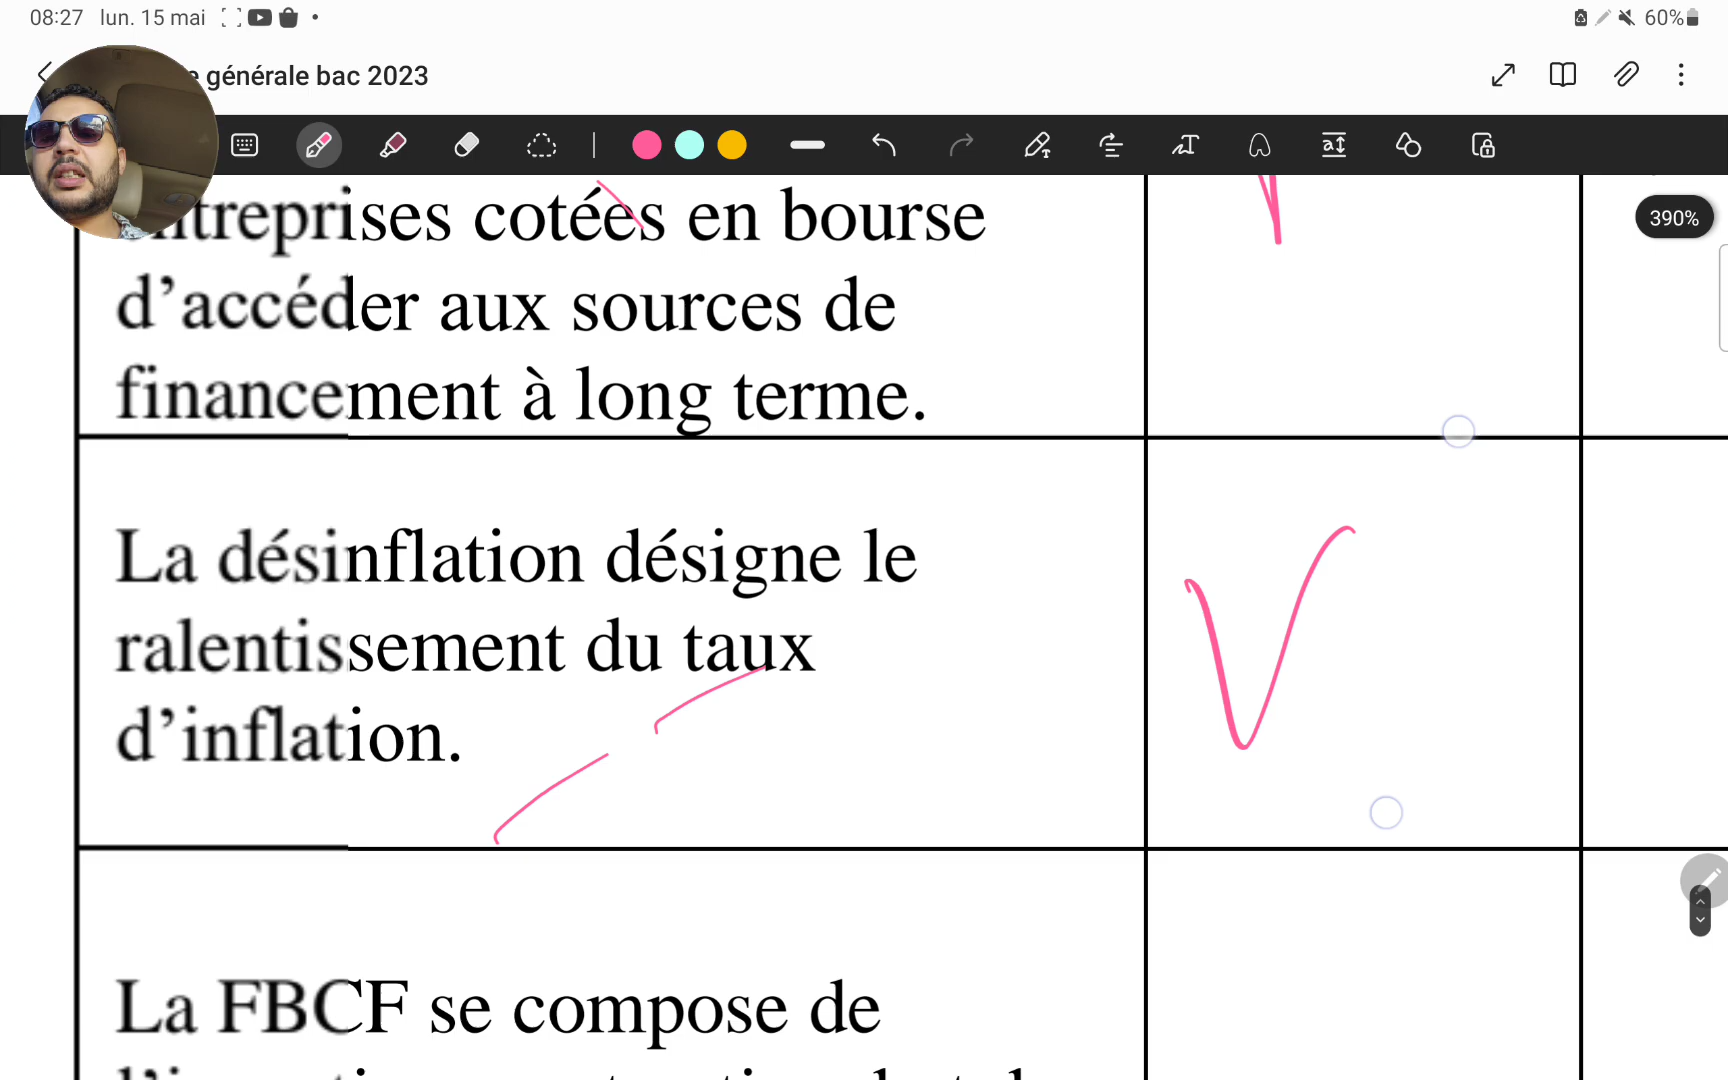 08:27 lun. 15 mai 60%
générale bac 2023
390%
entreprises cotées en bourse
d’accéder aux sources de
financement à long terme.
La désinflation désigne le
ralentissement du taux
d’inflation.
V
La FBCF se compose de